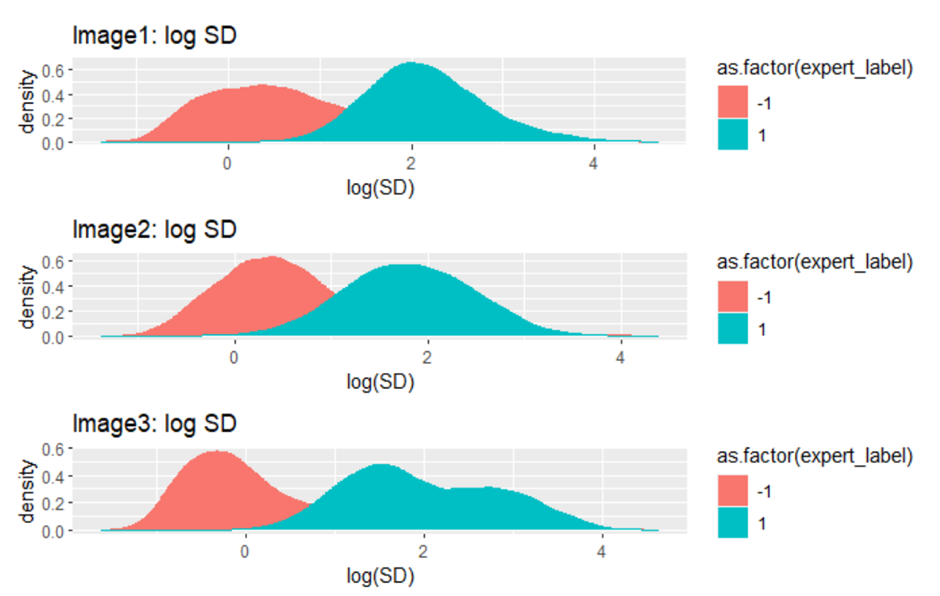 Image1: log SD
density
0.6
0.4
0.2
0.0
0 2 4
log(SD)
as.factor(expert_label)
-1
1
Image2: log SD
density
0.6
0.4
0.2
0.0
0 2 4
log(SD)
as.factor(expert_label)
-1
1
Image3: log SD
density
0.6
0.4
0.2
0.0
0 2 4
log(SD)
as.factor(expert_label)
-1
1